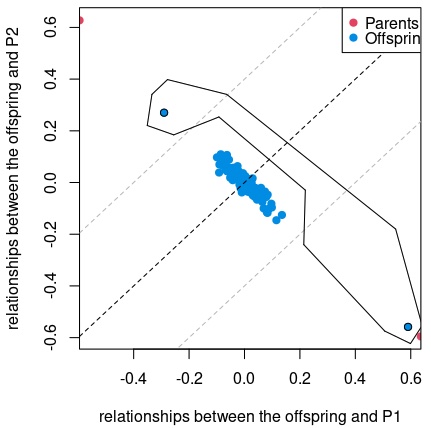 Parents
Offsprin
relationships between the offspring and P2
0.6
0.4
0.2
0.0
-0.2
-0.4
-0.6
-0.4 -0.2 0.0 0.2 0.4 0.6
relationships between the offspring and P1